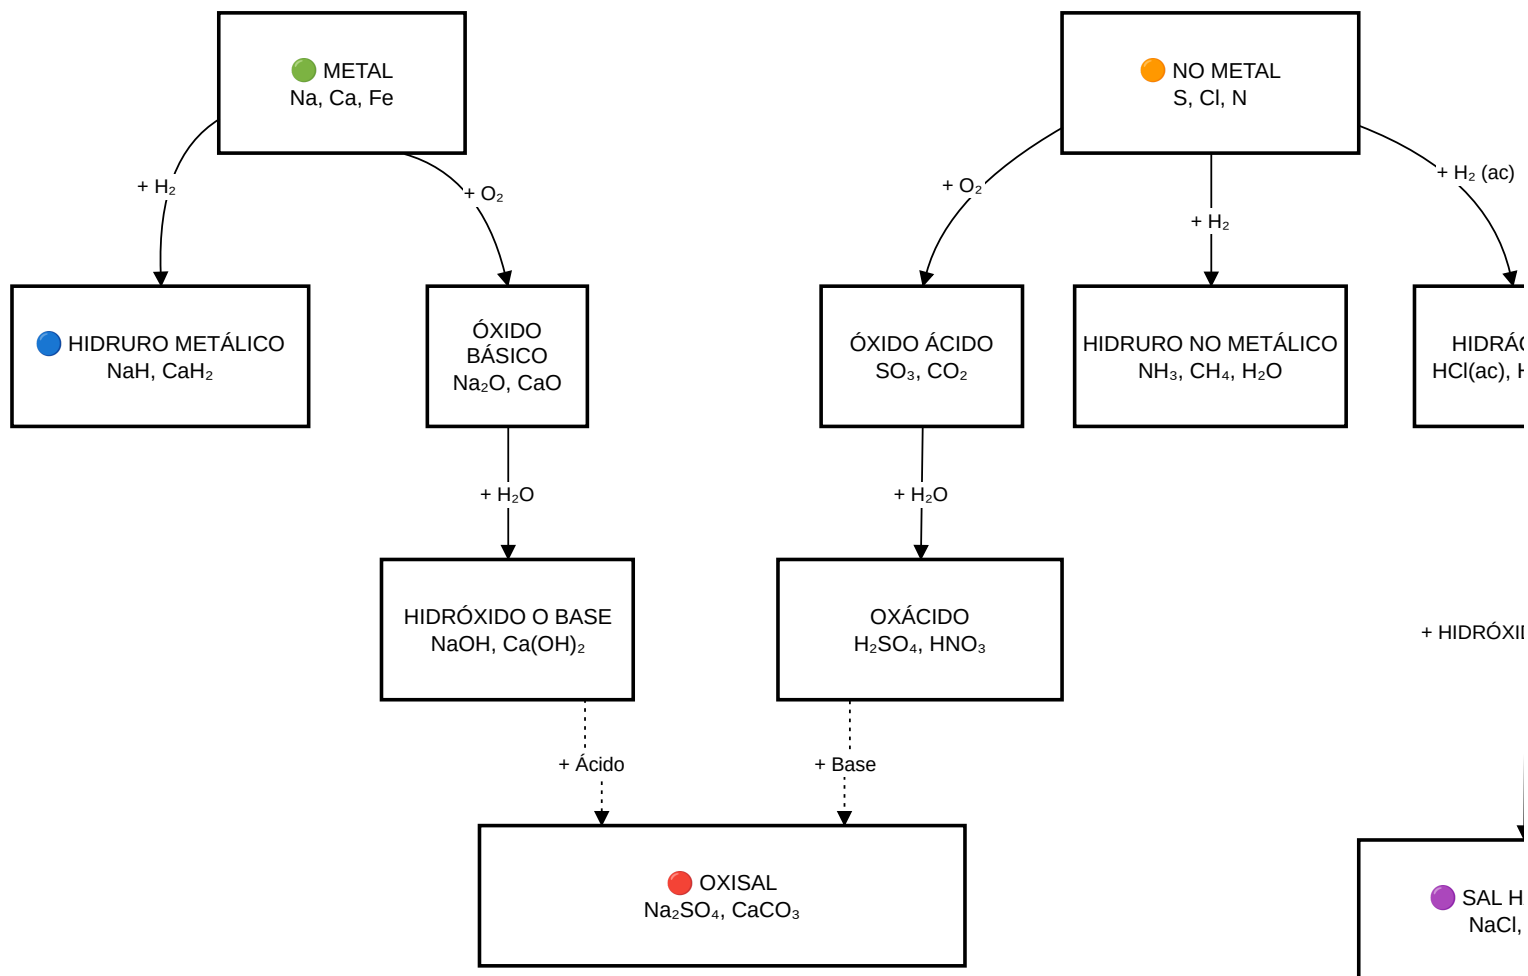 METAL
Na, Ca, Fe
NO METAL
S, Cl, N
+ H₂
+ O₂
+ O₂
+ H₂
+ H₂ (ac)
HIDRURO METÁLICO
NaH, CaH₂
ÓXIDO
BÁSICO
Na₂O, CaO
ÓXIDO ÁCIDO
SO₃, CO₂
HIDRURO NO METÁLICO
NH₃, CH₄, H₂O
HCl(ac),
+ H₂O
+ H₂O
HIDRÓXIDO O BASE
NaOH, Ca(OH)₂
OXÁCIDO
H₂SO₄, HNO₃
+ Ácido
+ Base
OXISAL
Na₂SO₄, CaCO₃
SAL
NaCl,